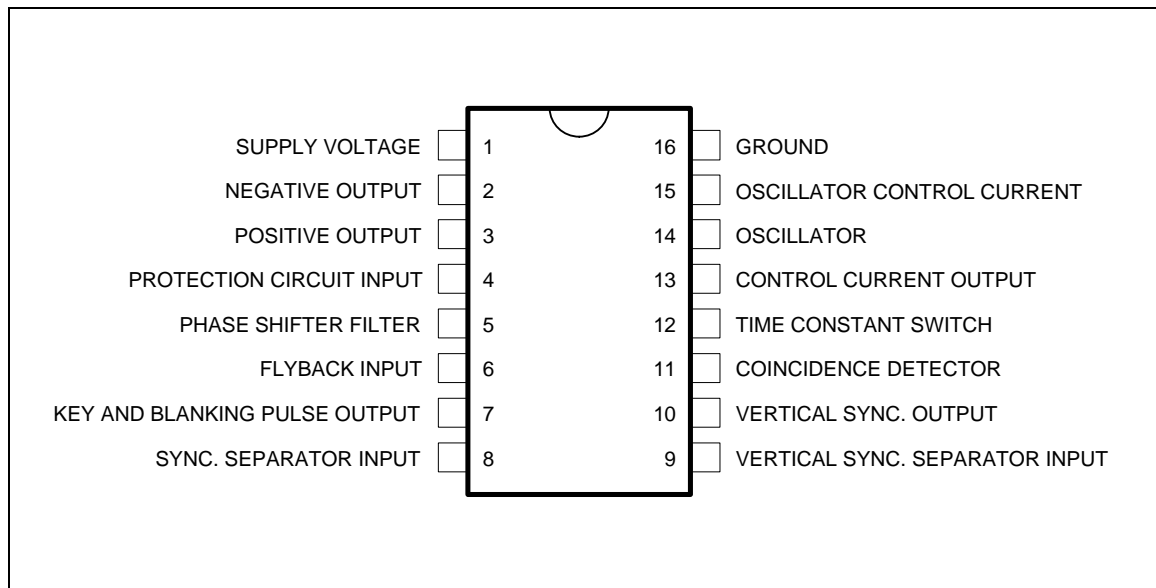 SUPPLY VOLTAGE 1 16 GROUND
NEGATIVE OUTPUT 2 15 OSCILLATOR CONTROL CURRENT
POSITIVE OUTPUT 3 14 OSCILLATOR
PROTECTION CIRCUIT INPUT 4 13 CONTROL CURRENT OUTPUT
PHASE SHIFTER FILTER 5 12 TIME CONSTANT SWITCH
FLYBACK INPUT 6 11 COINCIDENCE DETECTOR
KEY AND BLANKING PULSE OUTPUT 7 10 VERTICAL SYNC. OUTPUT
SYNC. SEPARATOR INPUT 8 9 VERTICAL SYNC. SEPARATOR INPUT